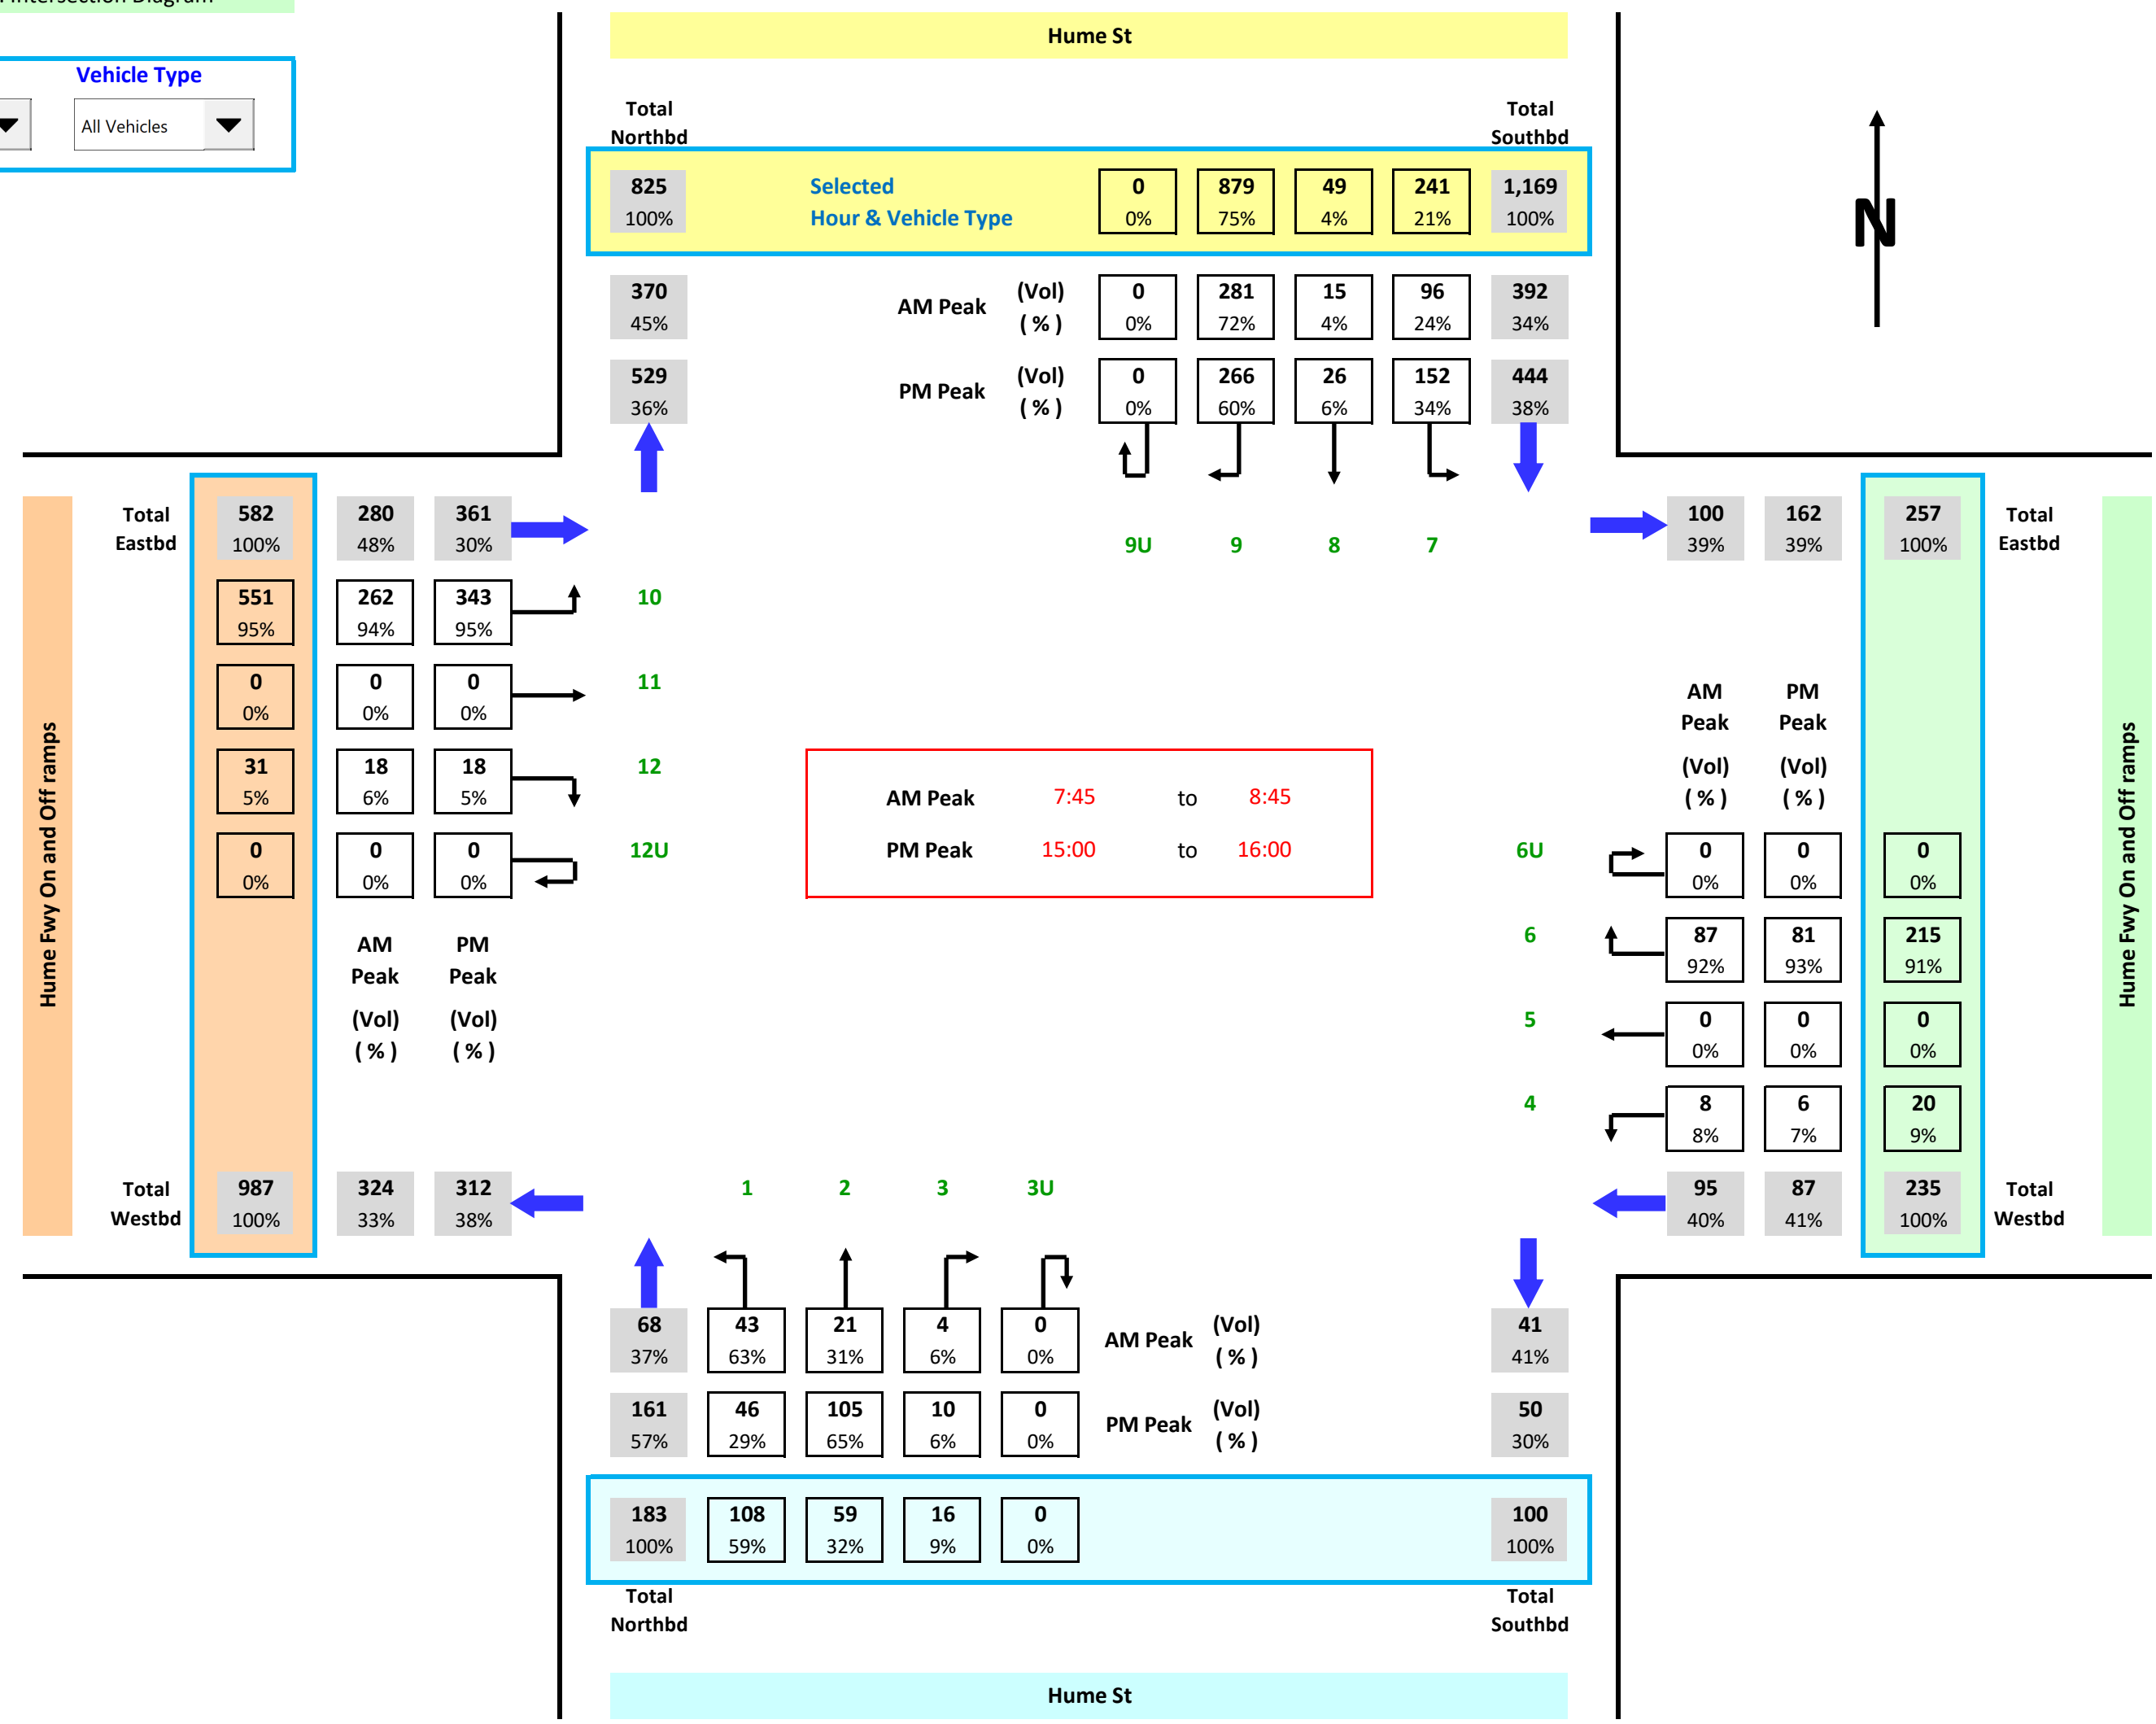 Intersection Diagram
Vehicle Type
All Vehicles
Hume St
Total Northbd
Total Southbd
825 Selected 0 879 49 241 1,169
100% Hour & Vehicle Type 0% 75% 4% 21% 100%
370 AM Peak (Vol) 0 281 15 96 392
45% ( % ) 0% 72% 4% 24% 34%
529 PM Peak (Vol) 0 266 26 152 444
36% ( % ) 0% 60% 6% 34% 38%
N
9U 9 8 7
Hume Fwy On and Off ramps
Total Eastbd
582 280 361
100% 48% 30%
551 262 343 10
95% 94% 95%
0 0 0 11
0% 0% 0%
31 18 18 12
5% 6% 5%
0 0 0 12U
0% 0% 0%
AM Peak
PM Peak
(Vol) (Vol)
( % ) ( % )
Total Westbd
987 324 312
100% 33% 38%
AM Peak 7:45 to 8:45
PM Peak 15:00 to 16:00
100 162 257
39% 39% 100%
Total Eastbd
AM Peak
PM Peak
(Vol) (Vol)
( % ) ( % )
6U 0 0 0
0% 0% 0%
6 87 81 215
92% 93% 91%
5 0 0 0
0% 0% 0%
4 8 6 20
8% 7% 9%
95 87 235
40% 41% 100%
Total Westbd
Hume Fwy On and Off ramps
1 2 3 3U
68 43 21 4 0 AM Peak (Vol) 41
37% 63% 31% 6% 0% ( % ) 41%
161 46 105 10 0 PM Peak (Vol) 50
57% 29% 65% 6% 0% ( % ) 30%
183 108 59 16 0 100
100% 59% 32% 9% 0% 100%
Total Northbd
Total Southbd
Hume St